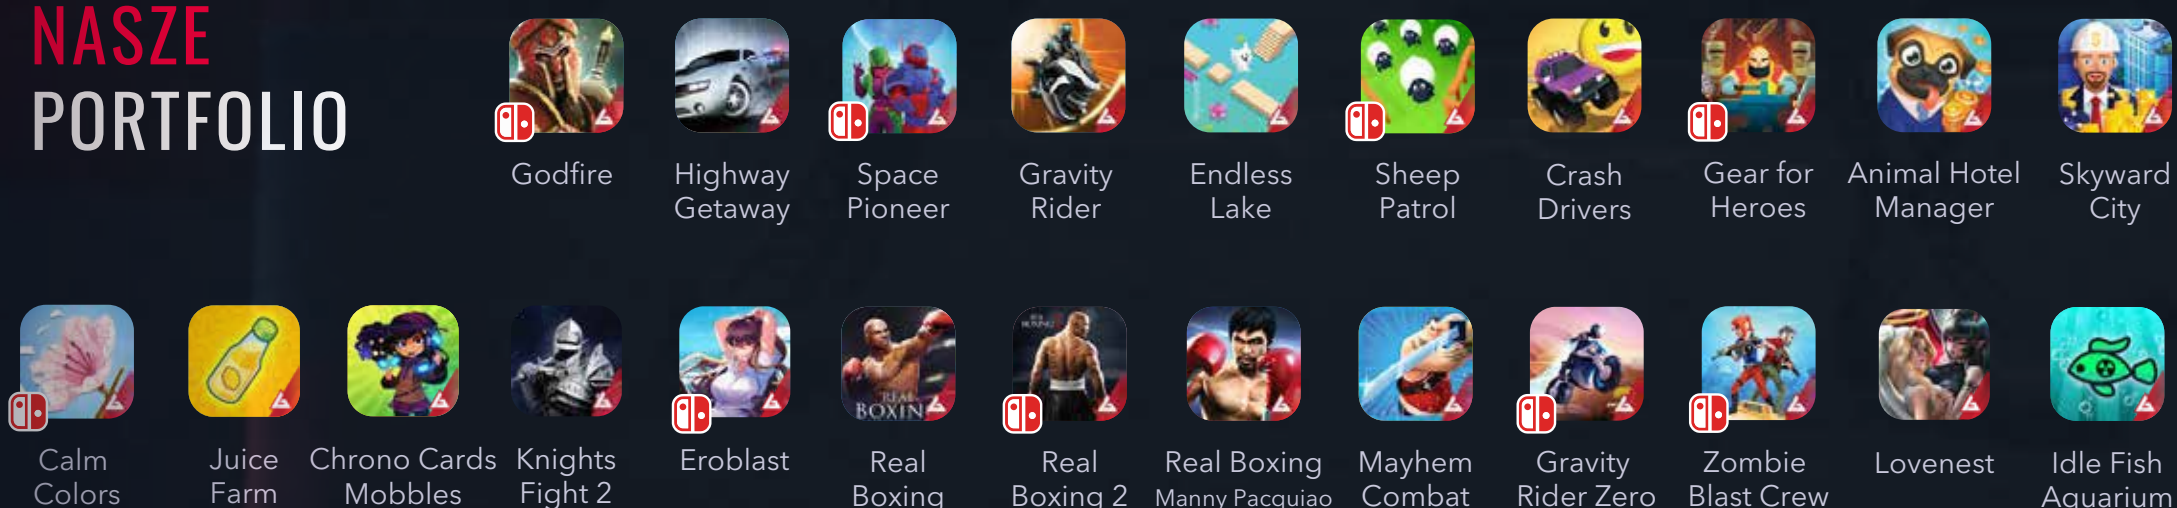 NASZE
PORTFOLIO
Godfire
Highway
Getaway
Space
Pioneer
Gravity
Rider
Endless
Lake
Sheep
Patrol
Crash
Drivers
Gear for
Heroes
Animal Hotel
Manager
Skyward
City
REAL
BOXIN
Calm
Colors
Juice
Farm
Chrono Cards
Mobbles
Knights
Fight 2
Eroblast
Real
Boxing
Real
Boxing 2
Real Boxing
Manny Pacquiao
Mayhem
Combat
Gravity
Rider Zero
Zombie
Blast Crew
Lovenest
Idle Fish
Aquarium